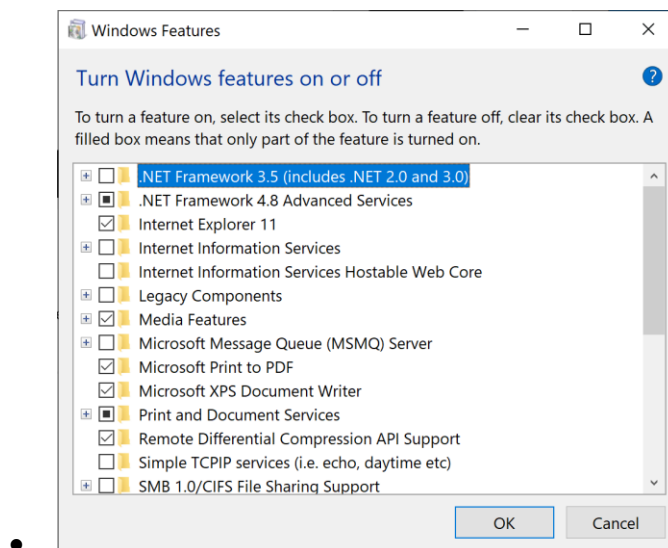 Windows Features
Turn Windows features on or off
To turn a feature on, select its check box. To turn a feature off, clear its check box. A
filled box means that only part of the feature is turned on.
.NET Framework 3.5 (includes .NET 2.0 and 3.0)
.NET Framework 4.8 Advanced Services
Internet Explorer 11
Internet Information Services
Internet Information Services Hostable Web Core
Legacy Components
Media Features
Microsoft Message Queue (MSMQ) Server
Microsoft Print to PDF
Microsoft XPS Document Writer
Print and Document Services
Remote Differential Compression API Support
Simple TCPIP services (i.e. echo, daytime etc)
SMB 1.0/CIFS File Sharing Support
OK Cancel